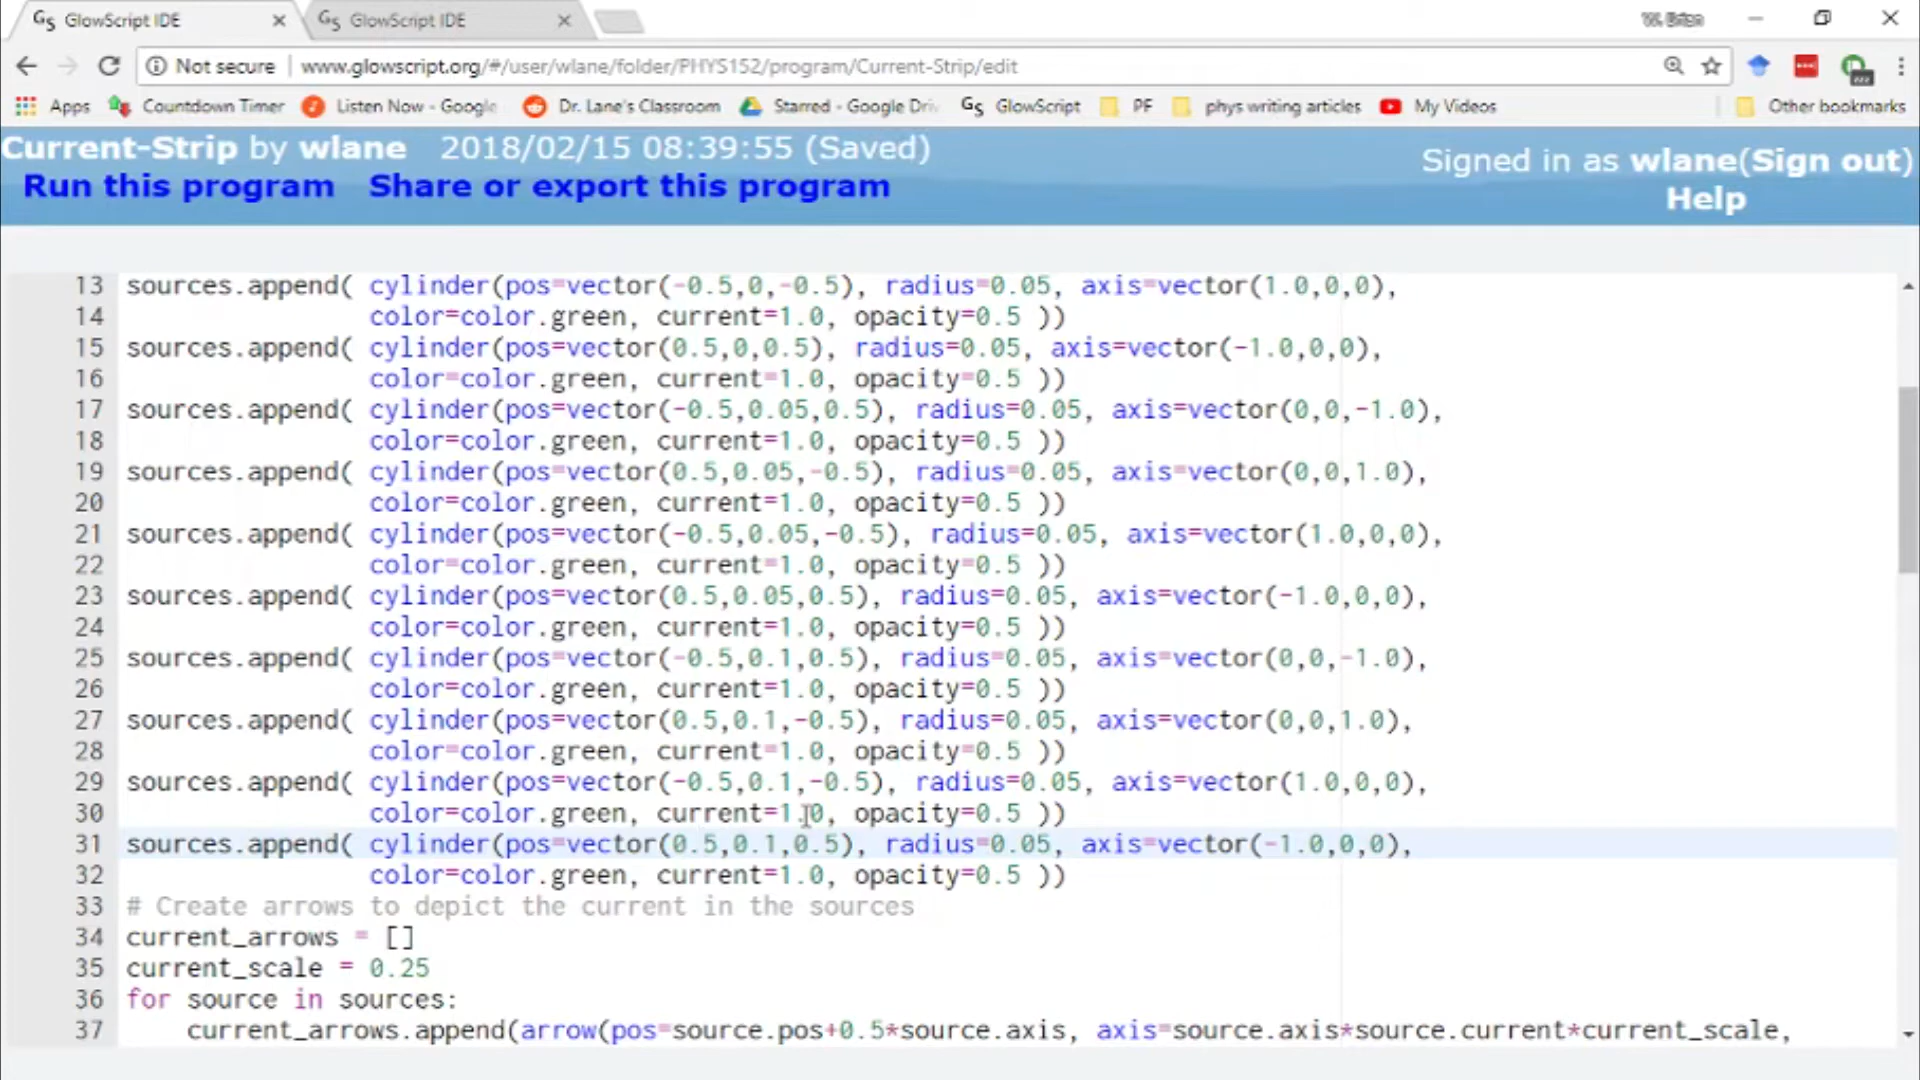 GlowScript IDE
GlowScript IDE
Not secure www.glowscript.org/#/user/wlane/folder/PHYS152/program/Current-Strip/edit
Apps Countdown Timer Listen Now - Google Dr. Lane's Classroom Starred - Google Driv GlowScript PF phys writing articles My Videos Other bookmarks
Current-Strip by wlane 2018/02/15 08:39:55 (Saved)
Signed in as wlane(Sign out)
Run this program Share or export this program
Help
13 sources.append( cylinder(pos=vector(-0.5,0,-0.5), radius=0.05, axis=vector(1.0,0,0),
14 color=color.green, current=1.0, opacity=0.5 ))
15 sources.append( cylinder(pos=vector(0.5,0,0.5), radius=0.05, axis=vector(-1.0,0,0),
16 color=color.green, current=1.0, opacity=0.5 ))
17 sources.append( cylinder(pos=vector(-0.5,0.05,0.5), radius=0.05, axis=vector(0,0,-1.0),
18 color=color.green, current=1.0, opacity=0.5 ))
19 sources.append( cylinder(pos=vector(0.5,0.05,-0.5), radius=0.05, axis=vector(0,0,1.0),
20 color=color.green, current=1.0, opacity=0.5 ))
21 sources.append( cylinder(pos=vector(-0.5,0.05,-0.5), radius=0.05, axis=vector(1.0,0,0),
22 color=color.green, current=1.0, opacity=0.5 ))
23 sources.append( cylinder(pos=vector(0.5,0.05,0.5), radius=0.05, axis=vector(-1.0,0,0),
24 color=color.green, current=1.0, opacity=0.5 ))
25 sources.append( cylinder(pos=vector(-0.5,0.1,0.5), radius=0.05, axis=vector(0,0,-1.0),
26 color=color.green, current=1.0, opacity=0.5 ))
27 sources.append( cylinder(pos=vector(0.5,0.1,-0.5), radius=0.05, axis=vector(0,0,1.0),
28 color=color.green, current=1.0, opacity=0.5 ))
29 sources.append( cylinder(pos=vector(-0.5,0.1,-0.5), radius=0.05, axis=vector(1.0,0,0),
30 color=color.green, current=1.0, opacity=0.5 ))
31 sources.append( cylinder(pos=vector(0.5,0.1,0.5), radius=0.05, axis=vector(-1.0,0,0),
32 color=color.green, current=1.0, opacity=0.5 ))
33 # Create arrows to depict the current in the sources
34 current_arrows = []
35 current_scale = 0.25
36 for source in sources:
37 current_arrows.append(arrow(pos=source.pos+0.5*source.axis, axis=source.axis*source.current*current_scale,